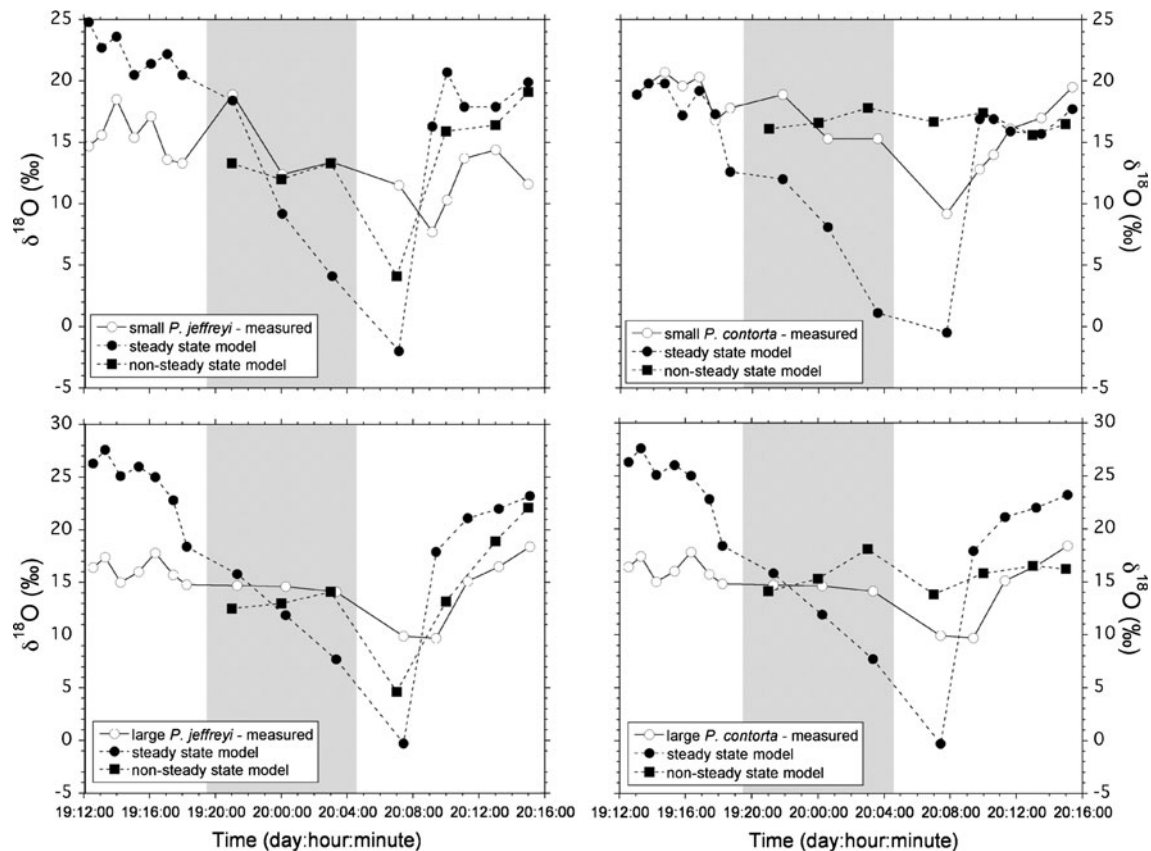 25
20
15
10
5
0
-5
δ¹⁸O (‰)
small P. jeffreyi - measured
steady state model
non-steady state model
25
20
15
10
5
0
-5
δ¹⁸O (‰)
small P. contorta - measured
steady state model
non-steady state model
30
25
20
15
10
5
0
-5
δ¹⁸O (‰)
large P. jeffreyi - measured
steady state model
non-steady state model
19:12:00 19:16:00 19:20:00 20:00:00 20:04:00 20:08:00 20:12:00 20:16:00
Time (day:hour:minute)
30
25
20
15
10
5
0
-5
δ¹⁸O (‰)
large P. contorta - measured
steady state model
non-steady state model
19:12:00 19:16:00 19:20:00 20:00:00 20:04:00 20:08:00 20:12:00 20:16:00
Time (day:hour:minute)